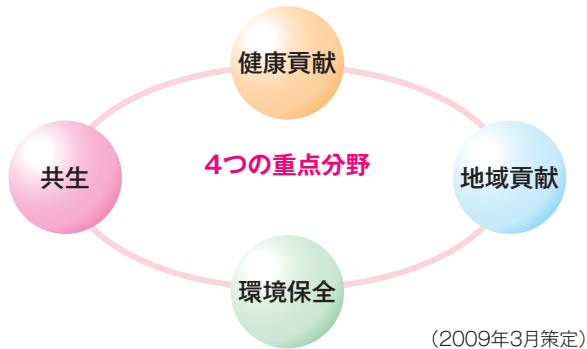 健康貢献
共生
4つの重点分野
地域貢献
環境保全
（2009年3月策定）